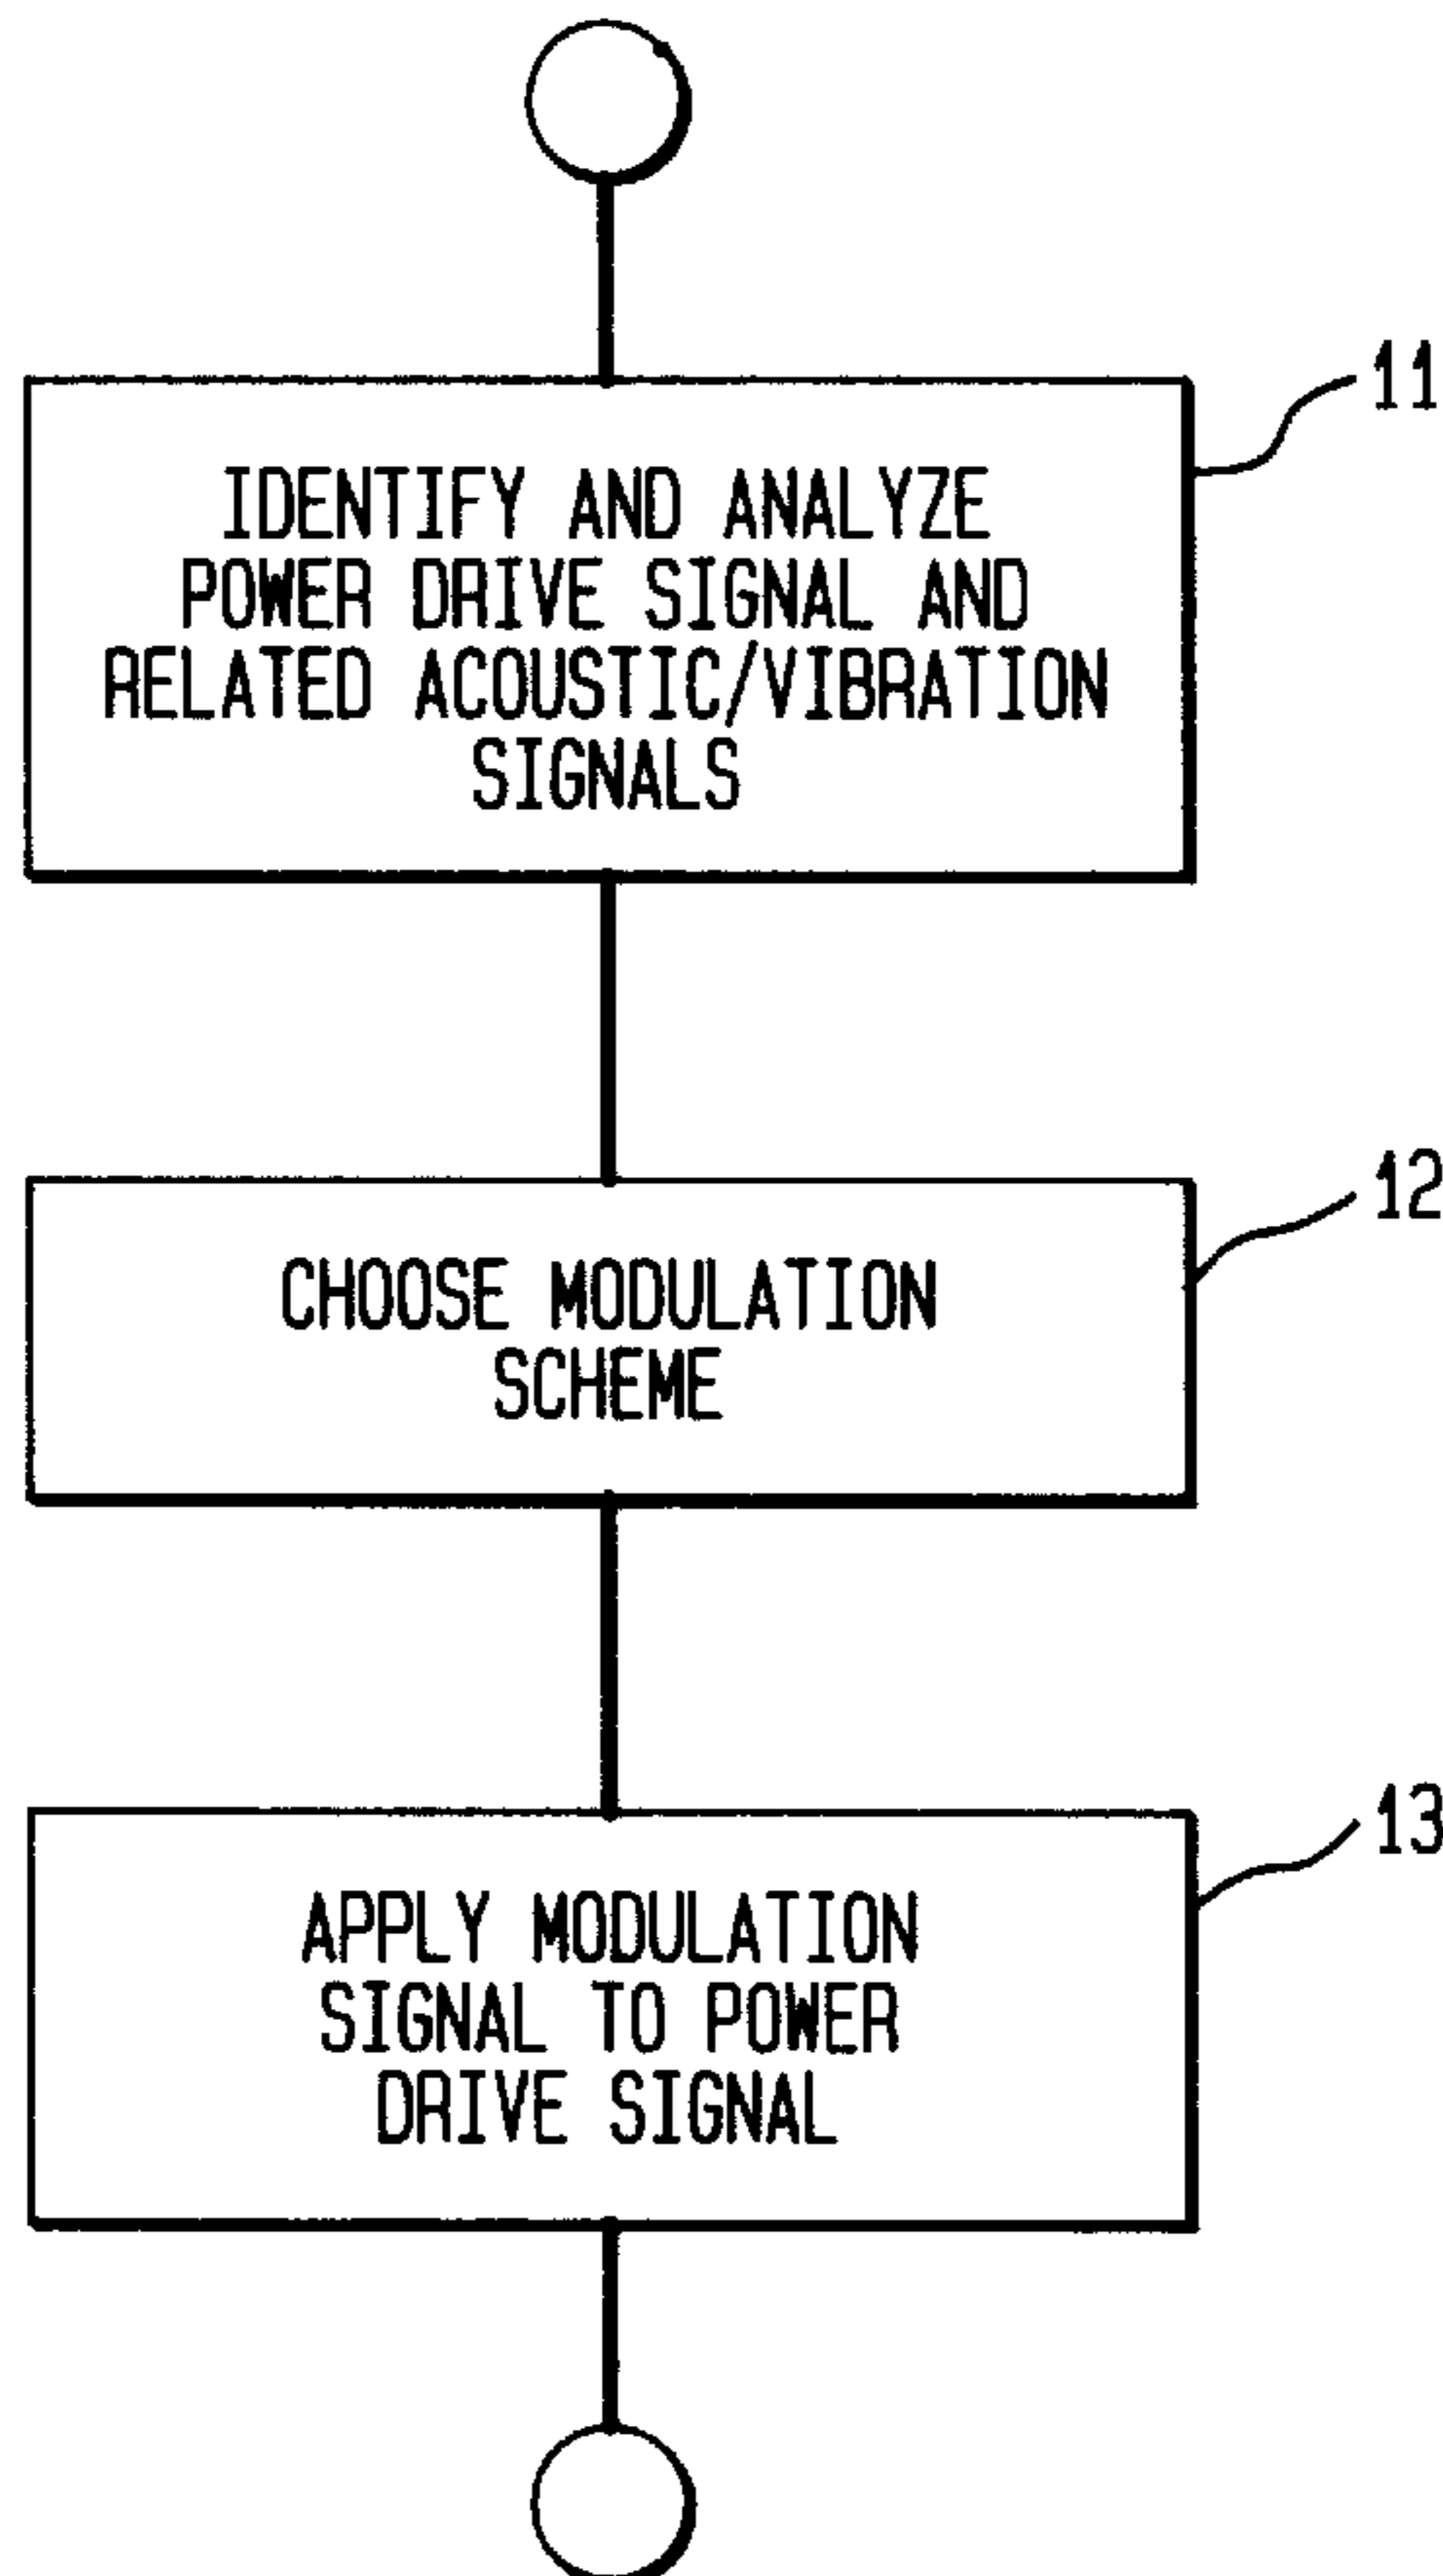 11
IDENTIFY AND ANALYZE
POWER DRIVE SIGNAL AND
RELATED ACOUSTIC/VIBRATION
SIGNALS
12
CHOOSE MODULATION
SCHEME
13
APPLY MODULATION
SIGNAL TO POWER
DRIVE SIGNAL